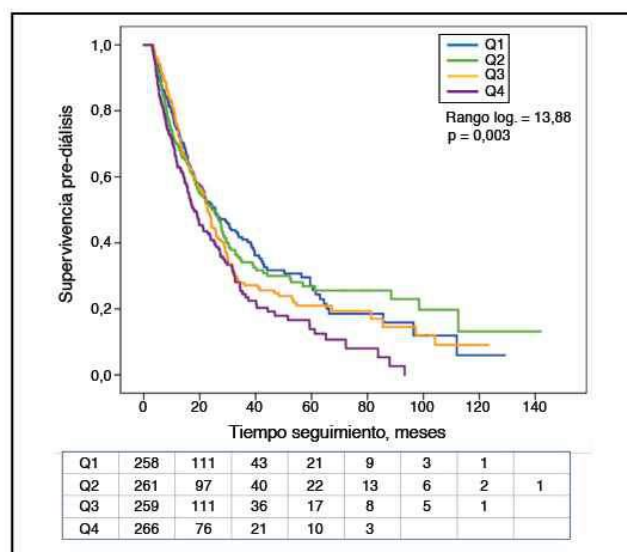 Q1
Q2
Q3
Q4
Rango log. = 13,88
p = 0,003
Supervivencia pre-diálisis
1,0
0,8
0,6
0,4
0,2
0,0
0 20 40 60 80 100 120 140
Tiempo seguimiento, meses
Q1 258 111 43 21 9 3 1
Q2 261 97 40 22 13 6 2 1
Q3 259 111 36 17 8 5 1
Q4 266 76 21 10 3